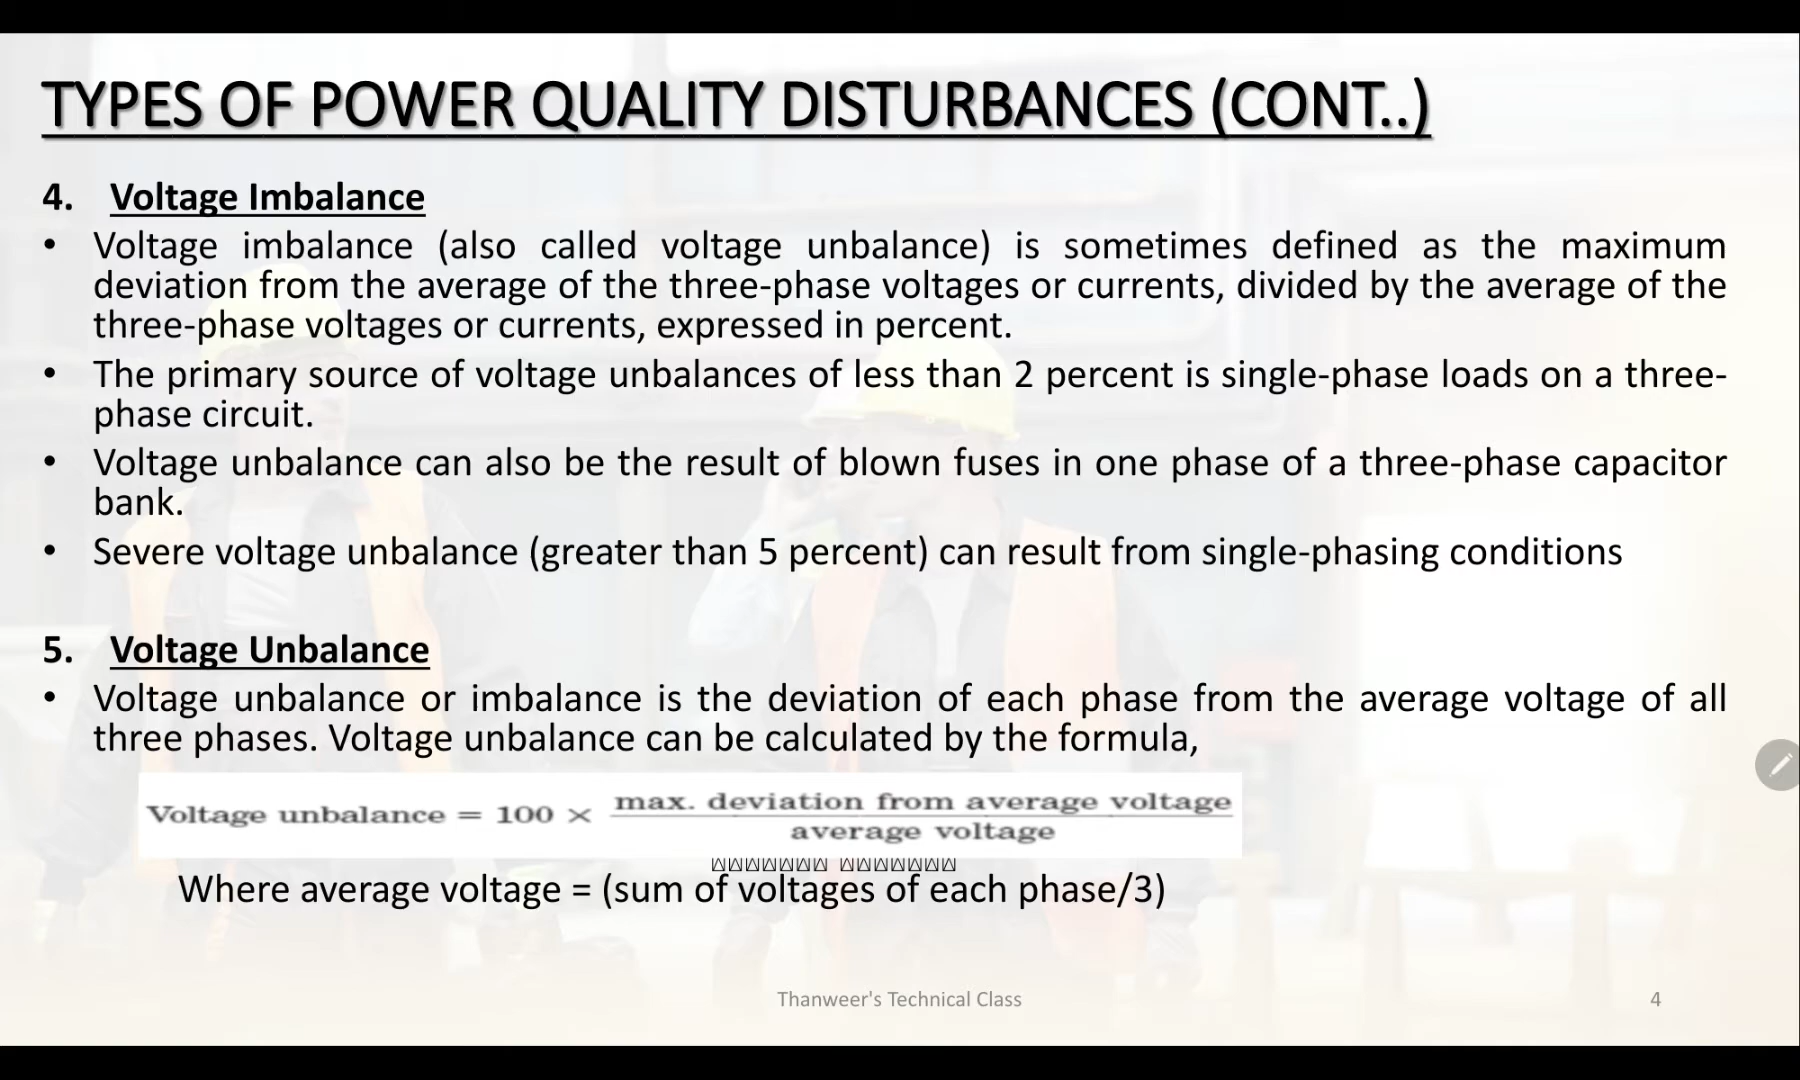 TYPES OF POWER QUALITY DISTURBANCES (CONT..)
4. Voltage Imbalance
• Voltage imbalance (also called voltage unbalance) is sometimes defined as the maximum
deviation from the average of the three-phase voltages or currents, divided by the average of the
three-phase voltages or currents, expressed in percent.
• The primary source of voltage unbalances of less than 2 percent is single-phase loads on a three-
phase circuit.
• Voltage unbalance can also be the result of blown fuses in one phase of a three-phase capacitor
bank.
• Severe voltage unbalance (greater than 5 percent) can result from single-phasing conditions
5. Voltage Unbalance
• Voltage unbalance or imbalance is the deviation of each phase from the average voltage of all
three phases. Voltage unbalance can be calculated by the formula,
Voltage unbalance = 100 × max. deviation from average voltage
average voltage
Where average voltage = (sum of voltages of each phase/3)
Thanweer's Technical Class
4